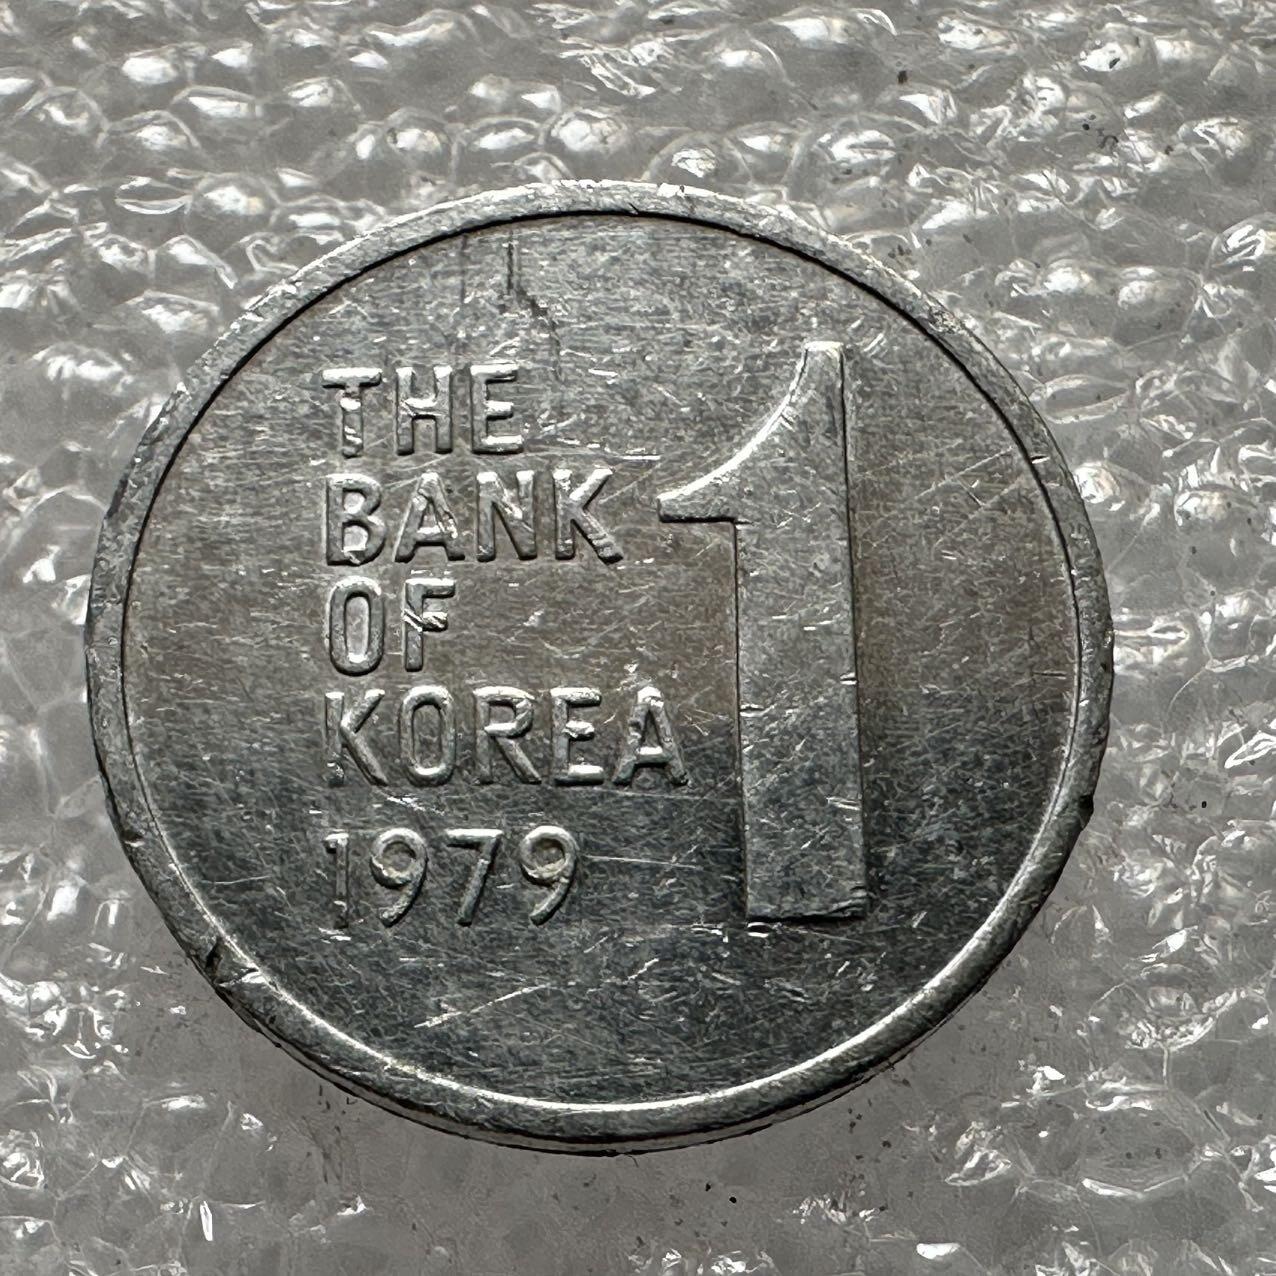 THE
BANK
OF
KOREA
1979
1